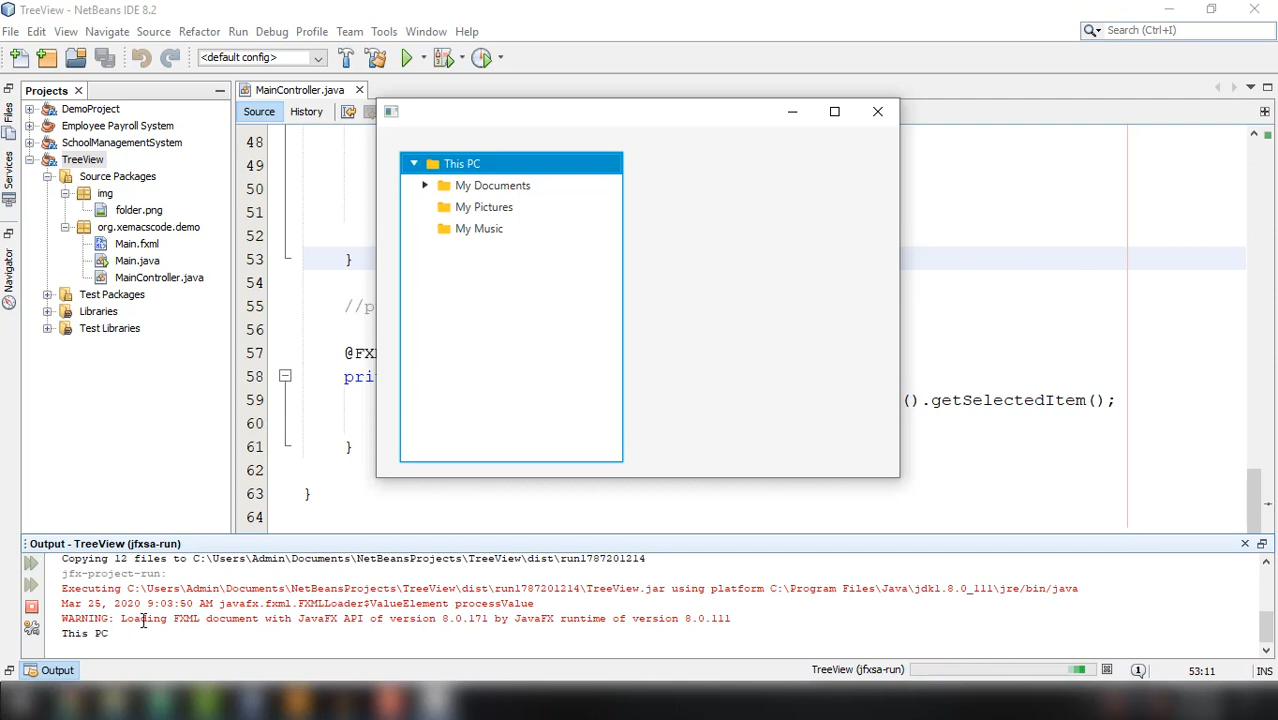 TreeView - NetBeans IDE 8.2
File Edit View Navigate Source Refactor Run Debug Profile Team Tools Window Help
Search (Ctrl+I)
<default config>
Projects
MainController.java
Source History
Files
Services
Navigator
DemoProject
Employee Payroll System
SchoolManagementSystem
TreeView
Source Packages
img
folder.png
org.xemacscode.demo
Main.fxml
Main.java
MainController.java
Test Packages
Libraries
Test Libraries
This PC
My Documents
My Pictures
My Music
48
49
50
51
52
53 }
54
55 //p
56
57 @FX
58 pri
59 ().getSelectedItem();
60
61 }
62
63 }
64
Output - TreeView (jfxsa-run)
Copying 12 files to C:\Users\Admin\Documents\NetBeansProjects\TreeView\dist\run1787201214
jfx-project-run:
Executing C:\Users\Admin\Documents\NetBeansProjects\TreeView\dist\run1787201214\TreeView.jar using platform C:\Program Files\Java\jdk1.8.0_111\jre/bin/java
Mar 25, 2020 9:03:50 AM javafx.fxml.FXMLLoader$ValueElement processValue
WARNING: Loading FXML document with JavaFX API of version 8.0.171 by JavaFX runtime of version 8.0.111
This PC
Output
TreeView (jfxsa-run)
1
53:11
INS